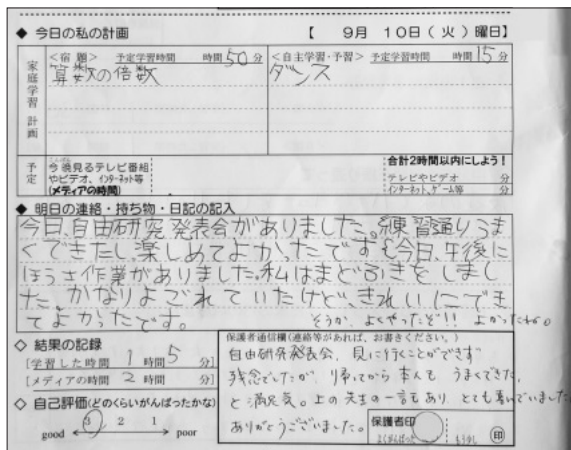 ◆ 今日の私の計画 【 9月 10日(火)曜日】
家庭学習計画
<宿 題> 予定学習時間 時間50分
算数の倍数
<自主学習・予習> 予定学習時間 時間15分
ダンス
予定
今晩見るテレビ番組
やビデオ、インターネット等
(メディアの時間)
合計2時間以内にしよう!
テレビやビデオ 分
インターネット、ゲーム等 分
◆ 明日の連絡・持ち物・日記の記入
今日、自由研究発表会がありました。練習通りうま
くできたし、楽しめてよかったです。今日、午後に
ほうさ作業がありました。私はまどふきをしまし
た。かなりよごれていたけど、きれいにでき
てよかったです。
そうか、よくやったぞ!! よかったね。
◇ 結果の記録
[学習した時間 1 時間 5 分]
[メディアの時間 2 時間 分]
◇ 自己評価(どのくらいがんばったかな)
3 2 1
good poor
保護者通信欄(連絡等があれば、お書きください。)
自由研究発表会、見に行くことができず
残念でしたが、帰ってから本人も、うまくできた。
と満足気。上の先生の一言もあり、とても喜んでいました
ありがとうございました。
保護者印
よくがんばった もう少し
印